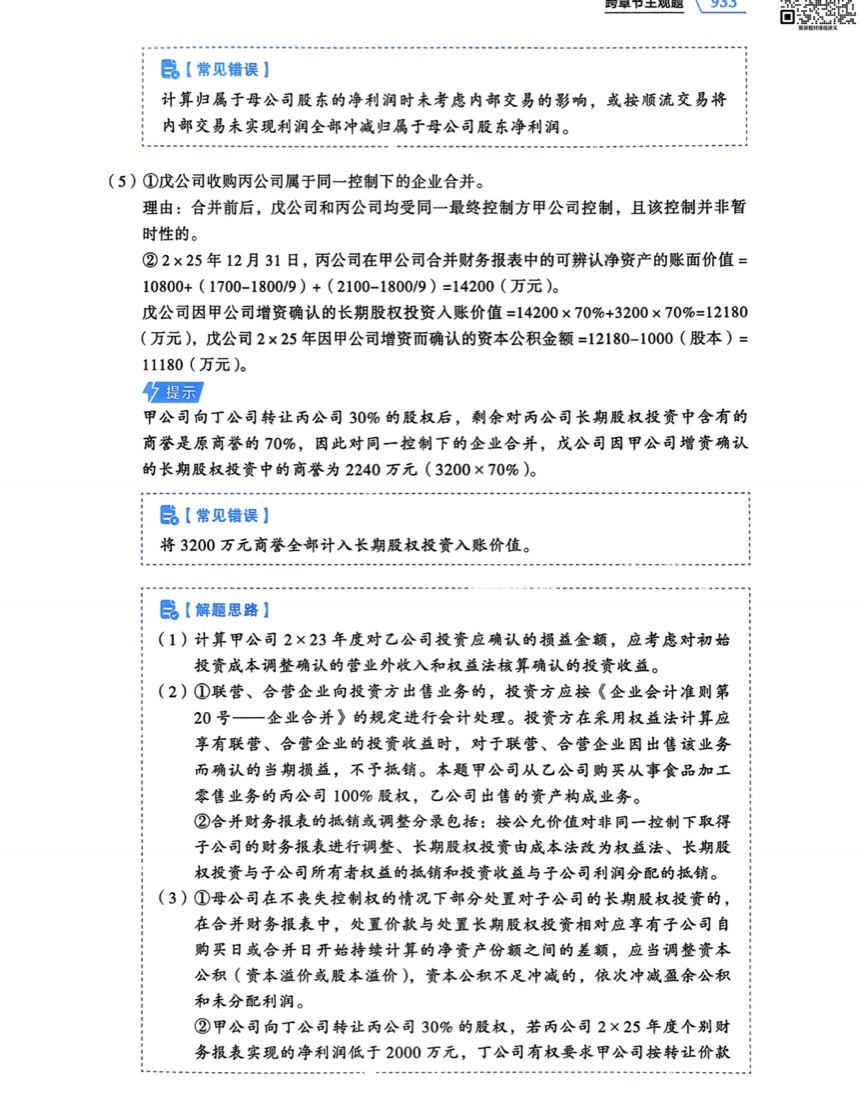 跨章节主观题 933
【常见错误】
计算归属于母公司股东的净利润时未考虑内部交易的影响，或按顺流交易将
内部交易未实现利润全部冲减归属于母公司股东净利润。
（5）①戊公司收购丙公司属于同一控制下的企业合并。
理由：合并前后，戊公司和丙公司均受同一最终控制方甲公司控制，且该控制并非暂
时性的。
②2×25年12月31日，丙公司在甲公司合并财务报表中的可辨认净资产的账面价值=
10800+（1700-1800/9）+（2100-1800/9）=14200（万元）。
戊公司因甲公司增资确认的长期股权投资入账价值=14200×70%+3200×70%=12180
（万元），戊公司2×25年因甲公司增资而确认的资本公积金额=12180-1000（股本）=
11180（万元）。
提示
甲公司向丁公司转让丙公司30%的股权后，剩余对丙公司长期股权投资中含有的
商誉是原商誉的70%，因此对同一控制下的企业合并，戊公司因甲公司增资确认
的长期股权投资中的商誉为2240万元（3200×70%）。
【常见错误】
将3200万元商誉全部计入长期股权投资入账价值。
【解题思路】
（1）计算甲公司2×23年度对乙公司投资应确认的损益金额，应考虑对初始
投资成本调整确认的营业外收入和权益法核算确认的投资收益。
（2）①联营、合营企业向投资方出售业务的，投资方应按《企业会计准则第
20号——企业合并》的规定进行会计处理。投资方在采用权益法计算应
享有联营、合营企业的投资收益时，对于联营、合营企业因出售该业务
而确认的当期损益，不予抵销。本题甲公司从乙公司购买从事食品加工
零售业务的丙公司100%股权，乙公司出售的资产构成业务。
②合并财务报表的抵销或调整分录包括：按公允价值对非同一控制下取得
子公司的财务报表进行调整、长期股权投资由成本法改为权益法、长期股
权投资与子公司所有者权益的抵销和投资收益与子公司利润分配的抵销。
（3）①母公司在不丧失控制权的情况下部分处置对子公司的长期股权投资的，
在合并财务报表中，处置价款与处置长期股权投资相对应享有子公司自
购买日或合并日开始持续计算的净资产份额之间的差额，应当调整资本
公积（资本溢价或股本溢价），资本公积不足冲减的，依次冲减盈余公积
和未分配利润。
②甲公司向丁公司转让丙公司30%的股权，若丙公司2×25年度个别财
务报表实现的净利润低于2000万元，丁公司有权要求甲公司按转让价款